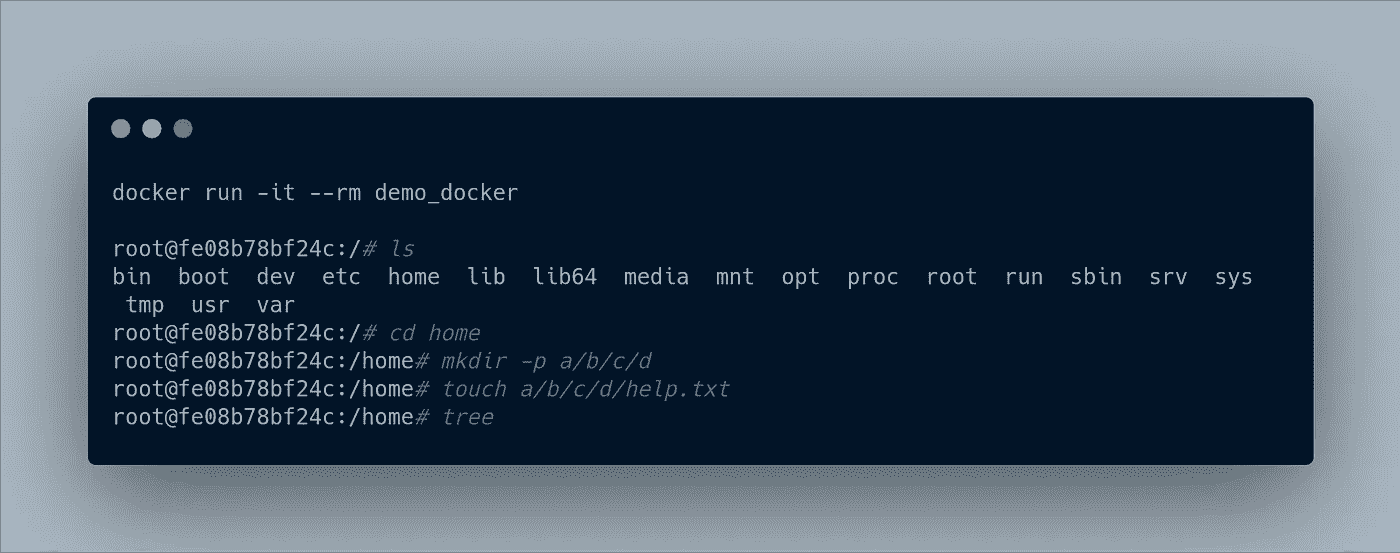 docker run -it --rm demo_docker
root@fe08b78bf24c:/# ls
bin  boot  dev  etc  home  lib  lib64  media  mnt  opt  proc  root  run  sbin  srv  sys
 tmp  usr  var
root@fe08b78bf24c:/# cd home
root@fe08b78bf24c:/home# mkdir -p a/b/c/d
root@fe08b78bf24c:/home# touch a/b/c/d/help.txt
root@fe08b78bf24c:/home# tree